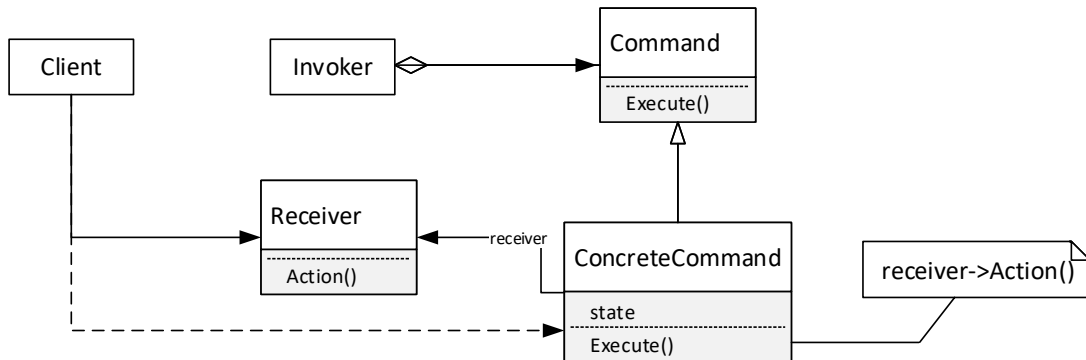 Client
Invoker
Command
Execute()
Receiver
Action()
receiver
ConcreteCommand
state
Execute()
receiver->Action()